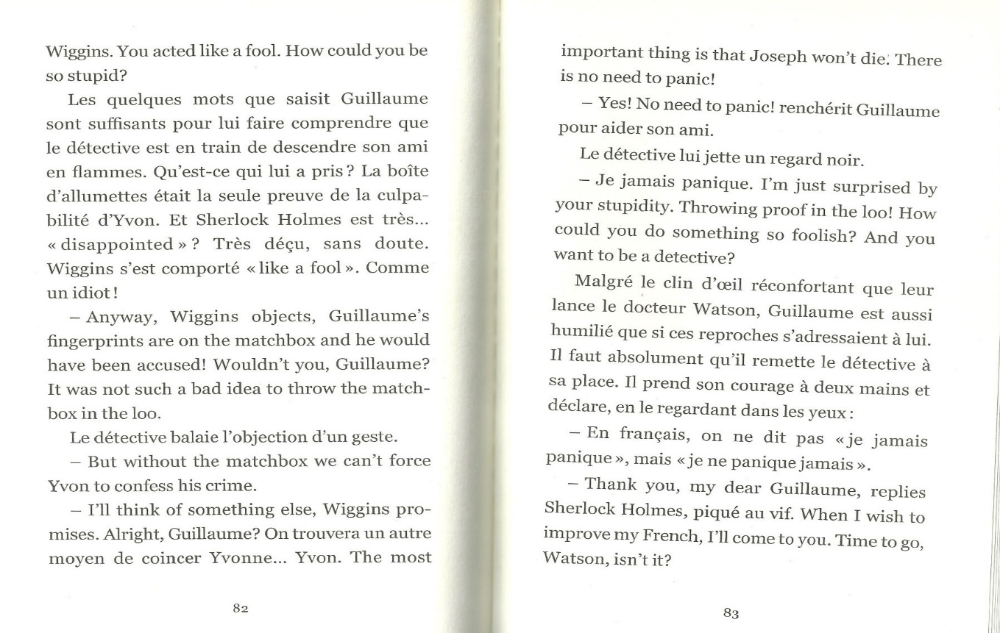 Wiggins. You acted like a fool. How could you be
so stupid?
Les quelques mots que saisit Guillaume
sont suffisants pour lui faire comprendre que
le détective est en train de descendre son ami
en flammes. Qu'est-ce qui lui a pris ? La boîte
d'allumettes était la seule preuve de la culpa-
bilité d'Yvon. Et Sherlock Holmes est très...
« disappointed » ? Très déçu, sans doute.
Wiggins s'est comporté « like a fool ». Comme
un idiot !
– Anyway, Wiggins objects, Guillaume's
fingerprints are on the matchbox and he would
have been accused! Wouldn't you, Guillaume?
It was not such a bad idea to throw the match-
box in the loo.
Le détective balaie l'objection d'un geste.
– But without the matchbox we can't force
Yvon to confess his crime.
– I'll think of something else, Wiggins pro-
mises. Alright, Guillaume? On trouvera un autre
moyen de coincer Yvonne... Yvon. The most
82
important thing is that Joseph won't die. There
is no need to panic!
– Yes! No need to panic! renchérit Guillaume
pour aider son ami.
Le détective lui jette un regard noir.
– Je jamais panique. I'm just surprised by
your stupidity. Throwing proof in the loo! How
could you do something so foolish? And you
want to be a detective?
Malgré le clin d'œil réconfortant que leur
lance le docteur Watson, Guillaume est aussi
humilié que si ces reproches s'adressaient à lui.
Il faut absolument qu'il remette le détective à
sa place. Il prend son courage à deux mains et
déclare, en le regardant dans les yeux :
– En français, on ne dit pas « je jamais
panique », mais « je ne panique jamais ».
– Thank you, my dear Guillaume, replies
Sherlock Holmes, piqué au vif. When I wish to
improve my French, I'll come to you. Time to go,
Watson, isn't it?
83